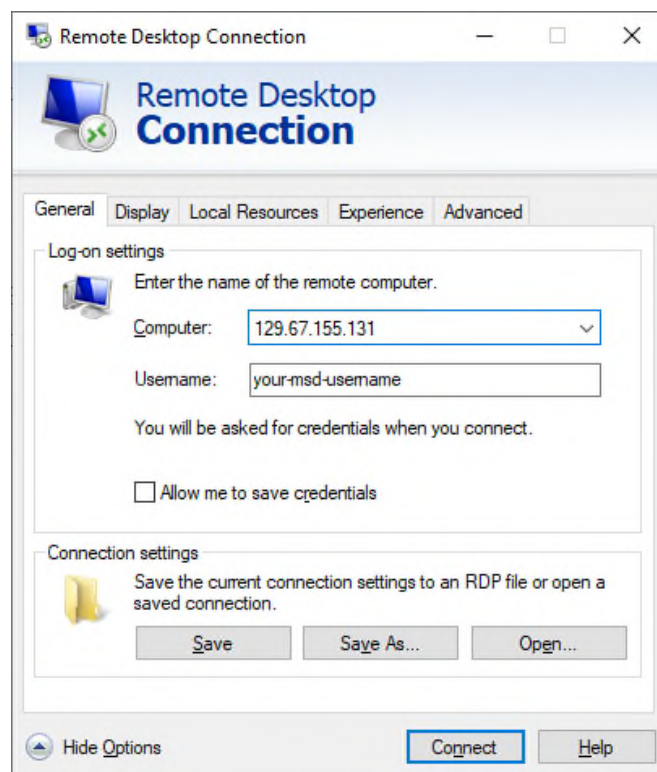 Remote Desktop Connection
Remote Desktop
Connection
General Display Local Resources Experience Advanced
Log-on settings
Enter the name of the remote computer.
Computer: 129.67.155.131
Username: your-msd-username
You will be asked for credentials when you connect.
Allow me to save credentials
Connection settings
Save the current connection settings to an RDP file or open a
saved connection.
Save Save As... Open...
Hide Options Connect Help